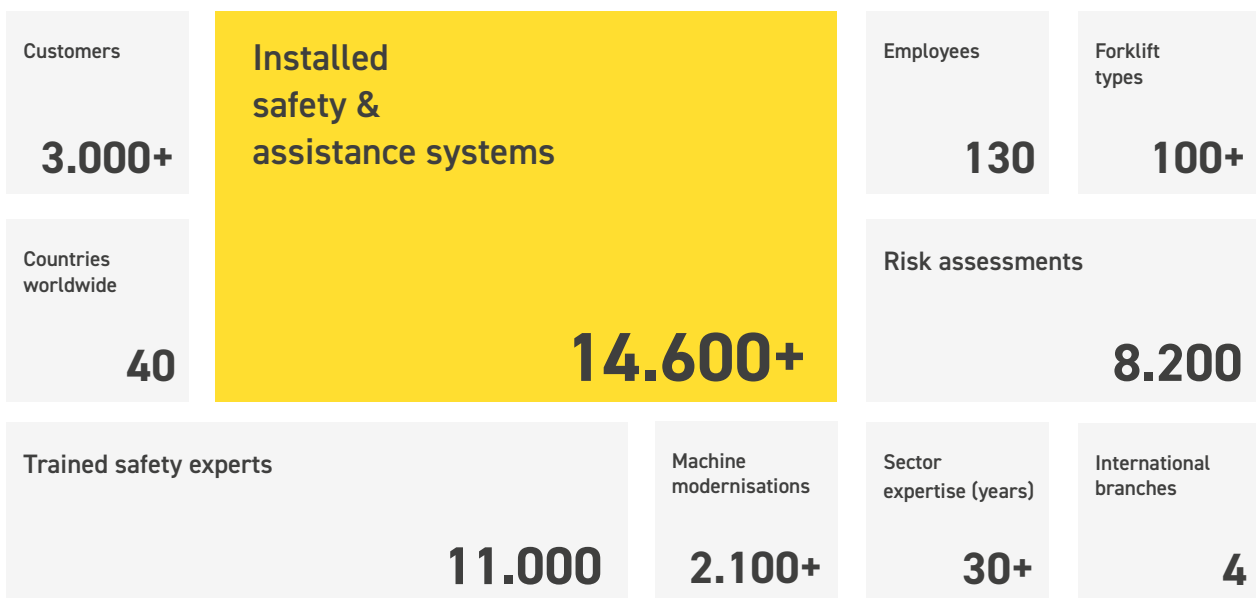 Customers
3.000+
Installed
safety &
assistance systems
14.600+
Employees
130
Forklift
types
100+
Countries
worldwide
40
Risk assessments
8.200
Trained safety experts
11.000
Machine
modernisations
2.100+
Sector
expertise (years)
30+
International
branches
4